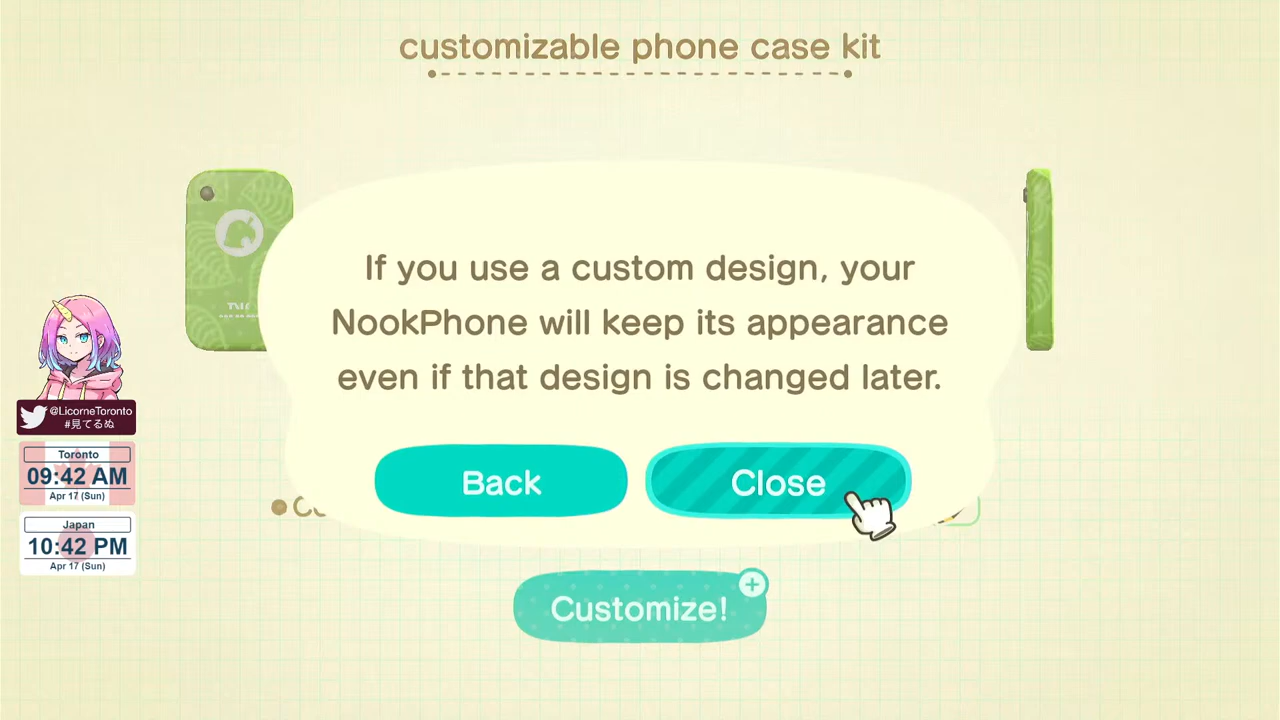 customizable phone case kit
If you use a custom design, your
NookPhone will keep its appearance
even if that design is changed later.
Back
Close
Customize!
@LicorneToronto
#見てるぬ
Toronto
09:42 AM
Apr 17 (Sun)
Japan
10:42 PM
Apr 17 (Sun)